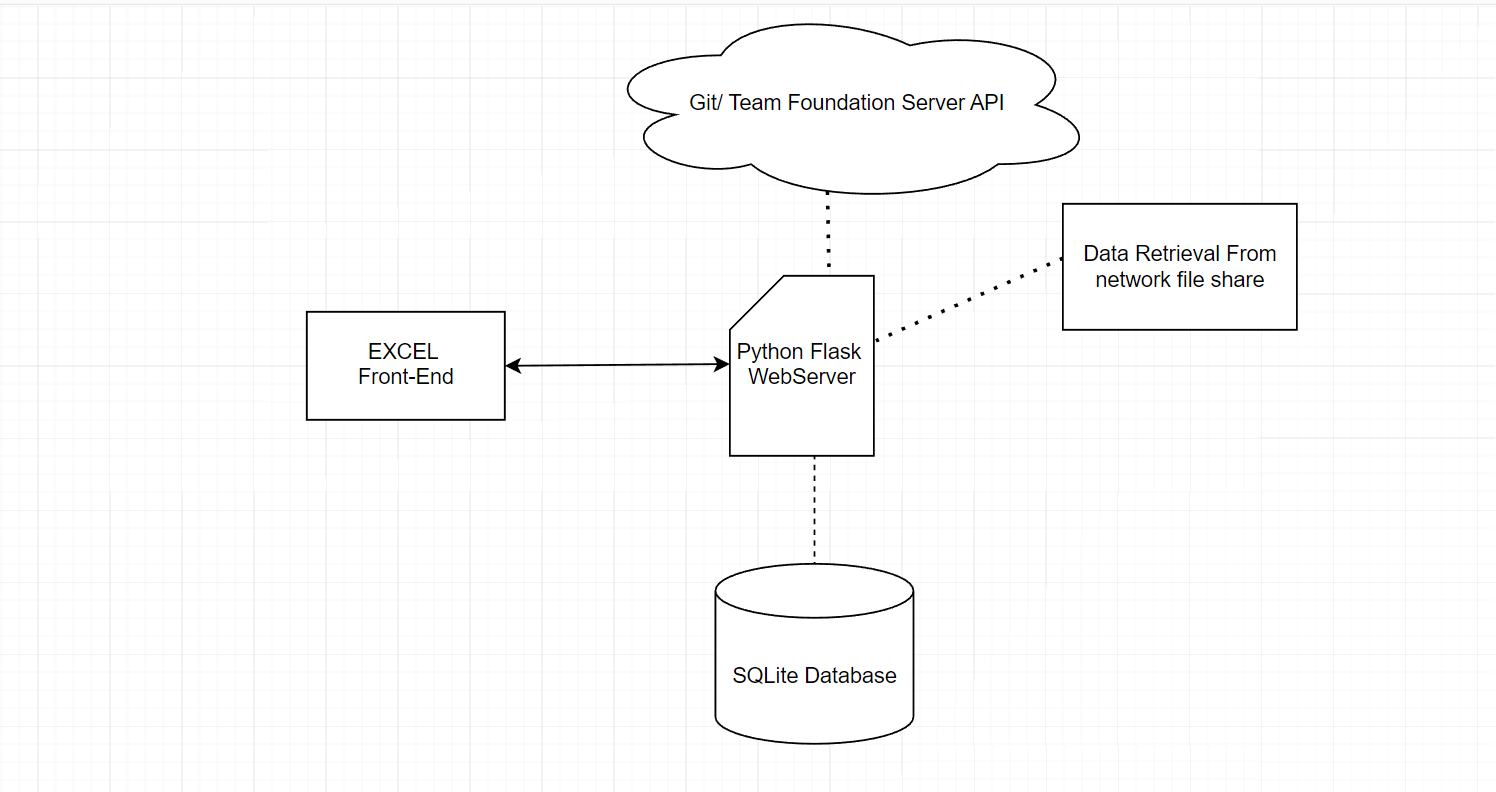 Git/ Team Foundation Server API
Data Retrieval From
network file share
EXCEL
Front-End
Python Flask
WebServer
SQLite Database